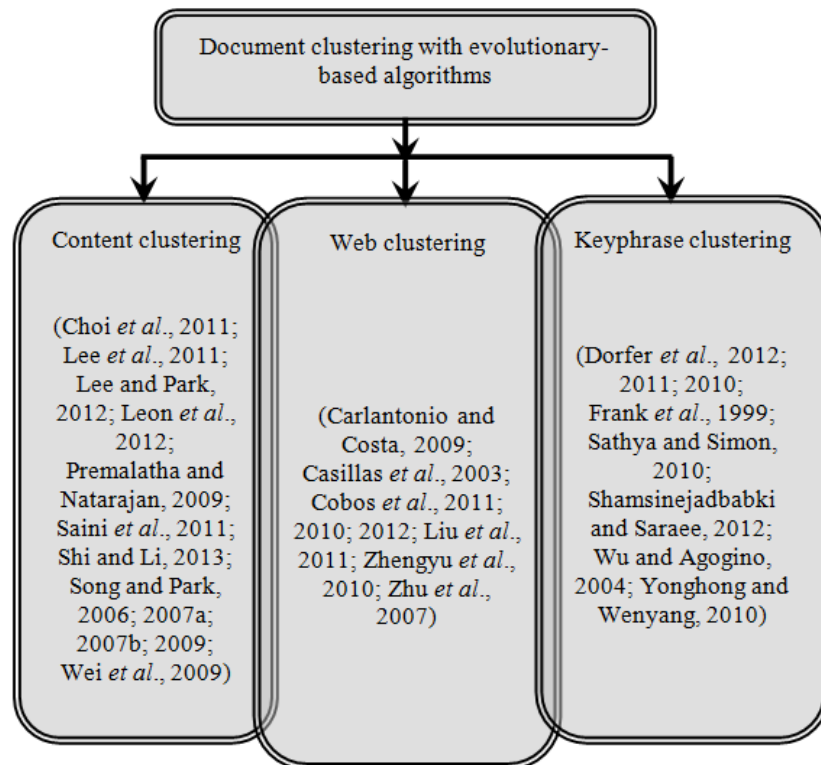 Document clustering with evolutionary-
based algorithms
Content clustering
(Choi et al., 2011;
Lee et al., 2011;
Lee and Park,
2012; Leon et al.,
2012;
Premalatha and
Natarajan, 2009;
Saini et al., 2011;
Shi and Li, 2013;
Song and Park,
2006; 2007a;
2007b; 2009;
Wei et al., 2009)
Web clustering
(Carlantonio and
Costa, 2009;
Casillas et al., 2003;
Cobos et al., 2011;
2010; 2012; Liu et al.,
2011; Zhengyu et al.,
2010; Zhu et al.,
2007)
Keyphrase clustering
(Dorfer et al., 2012;
2011; 2010;
Frank et al., 1999;
Sathya and Simon,
2010;
Shamsinejadbabki
and Saraee, 2012;
Wu and Agogino,
2004; Yonghong and
Wenyang, 2010)